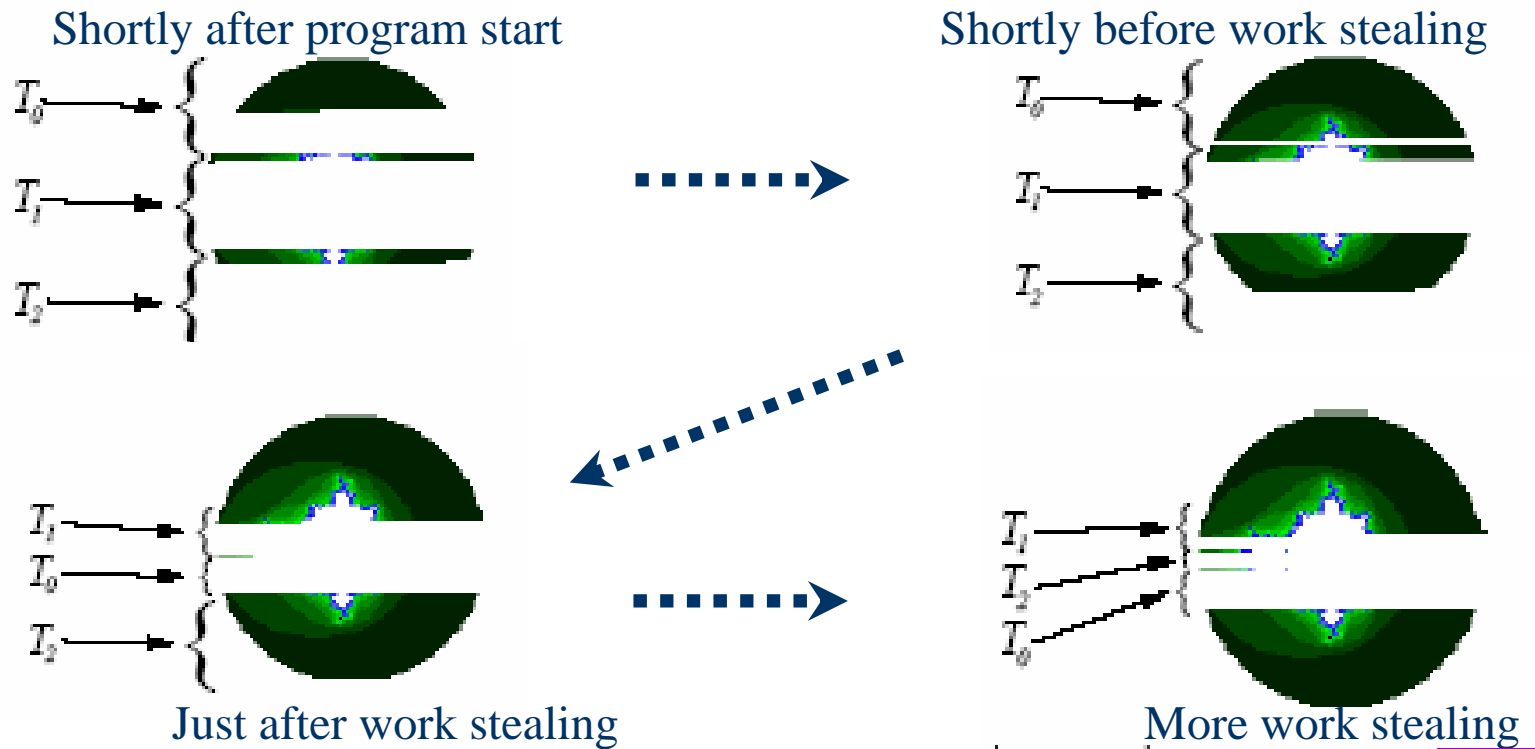 Shortly after program start
T0
T1
T2
Shortly before work stealing
T0
T1
T2
T1
T0
T2
Just after work stealing
T1
T2
T0
More work stealing